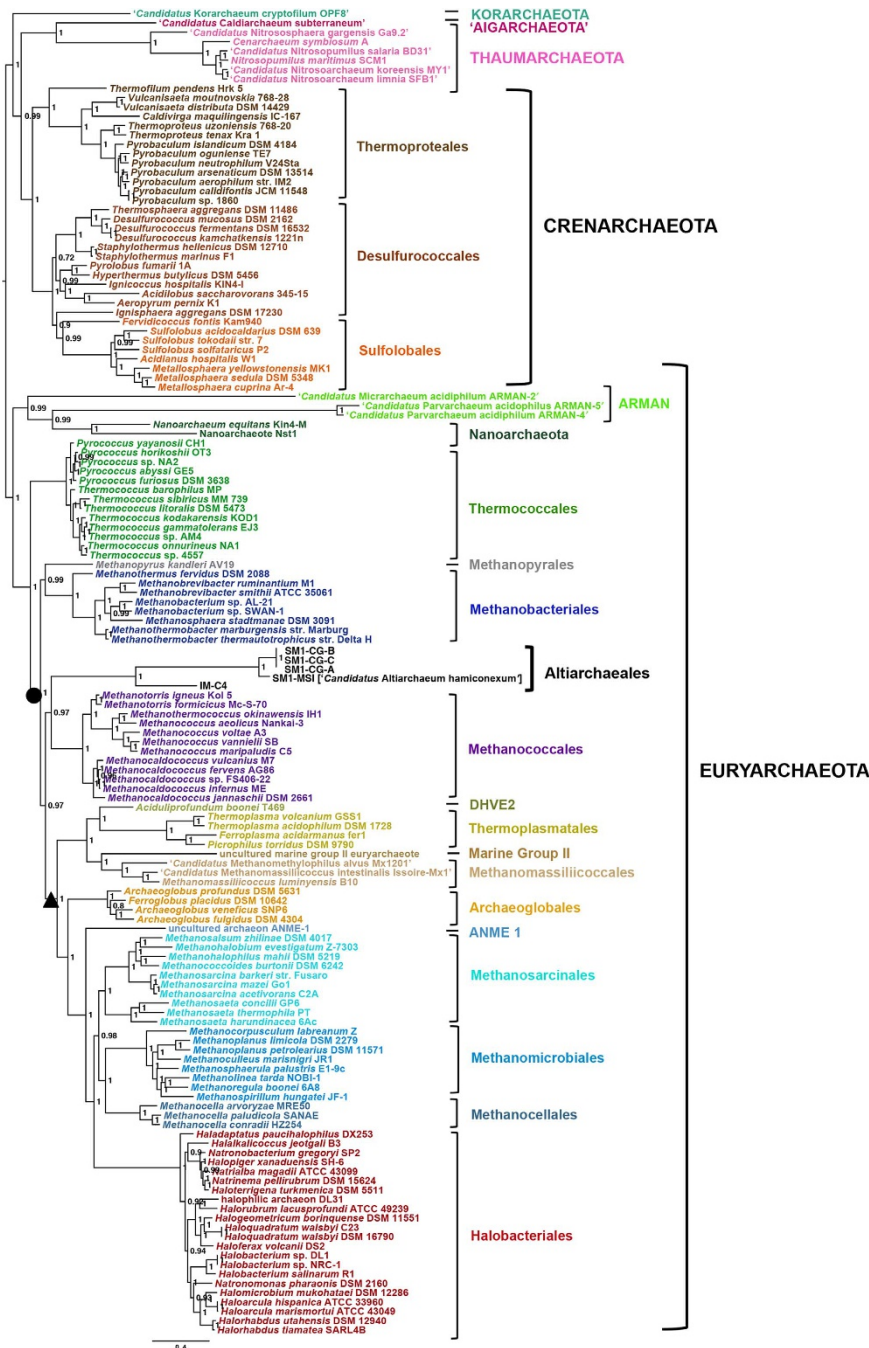 'Candidatus Korarchaeum cryptofilum OPF8'
KORARCHAEOTA
'Candidatus Caldiarchaeum subterraneum'
'AIGARCHAEOTA'
'Candidatus Nitrososphaera gargensis Ga9.2'
Cenarchaeum symbiosum A
'Candidatus Nitrosopumilus salaria BD31'
Nitrosopumilus maritimus SCM1
'Candidatus Nitrosoarchaeum koreensis MY1'
'Candidatus Nitrosoarchaeum limnia SFB1'
THAUMARCHAEOTA
Thermofilum pendens Hrk 5
Vulcanisaeta moutnovskia 768-28
Vulcanisaeta distributa DSM 14429
Caldivirga maquilingensis IC-167
Thermoproteus uzoniensis 768-20
Thermoproteus tenax Kra 1
Pyrobaculum islandicum DSM 4184
Pyrobaculum oguniense TE7
Pyrobaculum neutrophilum V24Sta
Pyrobaculum arsenaticum DSM 13514
Pyrobaculum aerophilum str. IM2
Pyrobaculum calidifontis JCM 11548
Pyrobaculum sp. 1860
Thermoproteales
Thermosphaera aggregans DSM 11486
Desulfurococcus mucosus DSM 2162
Desulfurococcus fermentans DSM 16532
Desulfurococcus kamchatkensis 1221n
Staphylothermus hellenicus DSM 12710
Staphylothermus marinus F1
Pyrolobus fumarii 1A
Hyperthermus butylicus DSM 5456
Ignicoccus hospitalis KIN4-I
Acidilobus saccharovorans 345-15
Aeropyrum pernix K1
Ignisphaera aggregans DSM 17230
Desulfurococcales
CRENARCHAEOTA
Fervidicoccus fontis Kam940
Sulfolobus acidocaldarius DSM 639
Sulfolobus tokodaii str. 7
Sulfolobus solfataricus P2
Acidianus hospitalis W1
Metallosphaera yellowstonensis MK1
Metallosphaera sedula DSM 5348
Metallosphaera cuprina Ar-4
Sulfolobales
'Candidatus Micrarchaeum acidiphilum ARMAN-2'
'Candidatus Parvarchaeum acidophilus ARMAN-5'
'Candidatus Parvarchaeum acidiphilum ARMAN-4'
ARMAN
Nanoarchaeum equitans Kin4-M
Nanoarchaeote Nst1
Nanoarchaeota
Pyrococcus yayanosii CH1
Pyrococcus horikoshii OT3
Pyrococcus sp. NA2
Pyrococcus abyssi GE5
Pyrococcus furiosus DSM 3638
Thermococcus barophilus MP
Thermococcus sibiricus MM 739
Thermococcus litoralis DSM 5473
Thermococcus kodakarensis KOD1
Thermococcus gammatolerans EJ3
Thermococcus sp. AM4
Thermococcus onnurineus NA1
Thermococcus sp. 4557
Thermococcales
Methanopyrus kandleri AV19
Methanopyrales
Methanothermus fervidus DSM 2088
Methanobrevibacter ruminantium M1
Methanobrevibacter smithii ATCC 35061
Methanobacterium sp. AL-21
Methanobacterium sp. SWAN-1
Methanosphaera stadtmanae DSM 3091
Methanothermobacter marburgensis str. Marburg
Methanothermobacter thermautotrophicus str. Delta H
Methanobacteriales
SM1-CG-B
SM1-CG-C
SM1-CG-A
SM1-MSI ['Candidatus Altiarchaeum hamiconexum']
IM-C4
Altiarchaeales
Methanotorris igneus Kol 5
Methanotorris formicicus Mc-S-70
Methanothermococcus okinawensis IH1
Methanococcus aeolicus Nankai-3
Methanococcus voltae A3
Methanococcus vannielii SB
Methanococcus maripaludis C5
Methanocaldococcus vulcanius M7
Methanocaldococcus fervens AG86
Methanocaldococcus sp. FS406-22
Methanocaldococcus infernus ME
Methanocaldococcus jannaschii DSM 2661
Methanococcales
EURYARCHAEOTA
Aciduliprofundum boonei T469
DHVE2
Thermoplasma volcanium GSS1
Thermoplasma acidophilum DSM 1728
Ferroplasma acidarmanus fer1
Picrophilus torridus DSM 9790
Thermoplasmatales
uncultured marine group II euryarchaeote
Marine Group II
'Candidatus Methanomethylophilus alvus Mx1201'
'Candidatus Methanomassiliicoccus intestinalis Issoire-Mx1'
Methanomassiliicoccus luminyensis B10
Methanomassiliicoccales
Archaeoglobus profundus DSM 5631
Ferroglobus placidus DSM 10642
Archaeoglobus veneficus SNP6
Archaeoglobus fulgidus DSM 4304
Archaeoglobales
uncultured archaeon ANME-1
ANME 1
Methanosalsum zhilinae DSM 4017
Methanohalobium evestigatum Z-7303
Methanohalophilus mahii DSM 5219
Methanococcoides burtonii DSM 6242
Methanosarcina barkeri str. Fusaro
Methanosarcina mazei Go1
Methanosarcina acetivorans C2A
Methanosaeta concilii GP6
Methanosaeta thermophila PT
Methanosaeta harundinacea 6Ac
Methanosarcinales
Methanocorpusculum labreanum Z
Methanoplanus limicola DSM 2279
Methanoplanus petrolearius DSM 11571
Methanoculleus marisnigri JR1
Methanosphaerula palustris E1-9c
Methanolinea tarda NOBI-1
Methanoregula boonei 6A8
Methanospirillum hungatei JF-1
Methanomicrobiales
Methanocella arvoryzae MRE50
Methanocella paludicola SANAE
Methanocella conradii HZ254
Methanocellales
Haladaptatus paucihalophilus DX253
Halalkalicoccus jeotgali B3
Natronobacterium gregoryi SP2
Halopiger xanaduensis SH-6
Natrialba magadii ATCC 43099
Natrinema pellirubrum DSM 15624
Haloterrigena turkmenica DSM 5511
halophilic archaeon DL31
Halorubrum lacusprofundi ATCC 49239
Halogeometricum borinquense DSM 11551
Haloquadratum walsbyi C23
Haloquadratum walsbyi DSM 16790
Haloferax volcanii DS2
Halobacterium sp. DL1
Halobacterium sp. NRC-1
Halobacterium salinarum R1
Natronomonas pharaonis DSM 2160
Halomicrobium mukohataei DSM 12286
Haloarcula hispanica ATCC 33960
Haloarcula marismortui ATCC 43049
Halorhabdus utahensis DSM 12940
Halorhabdus tiamatea SARL4B
Halobacteriales